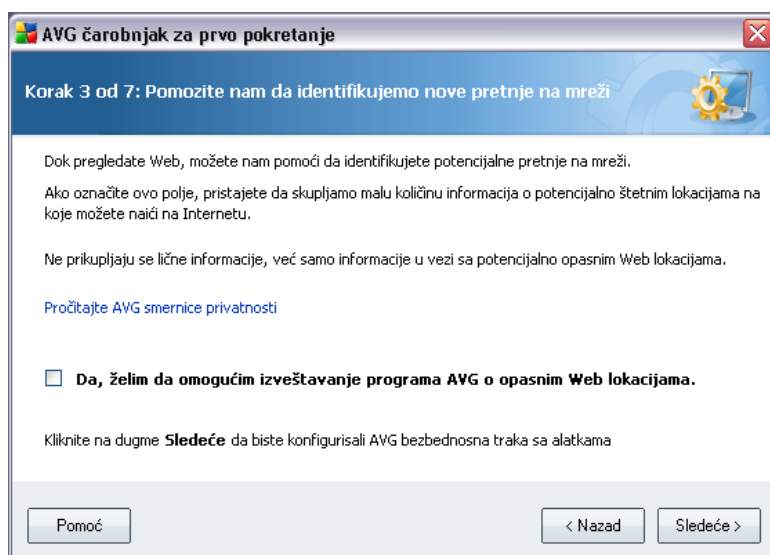 AVG čarobnjak za prvo pokretanje
Korak 3 od 7: Pomozite nam da identifikujemo nove pretnje na mreži
Dok pregledate Web, možete nam pomoći da identifikujete potencijalne pretnje na mreži.
Ako označite ovo polje, pristajete da skupljamo malu količinu informacija o potencijalno štetnim lokacijama na
koje možete naići na Internetu.
Ne prikupljaju se lične informacije, već samo informacije u vezi sa potencijalno opasnim Web lokacijama.
Pročitajte AVG smernice privatnosti
Da, želim da omogućim izveštavanje programa AVG o opasnim Web lokacijama.
Kliknite na dugme Sledeće da biste konfigurisali AVG bezbednosna traka sa alatkama
Pomoć
< Nazad
Sledeće >